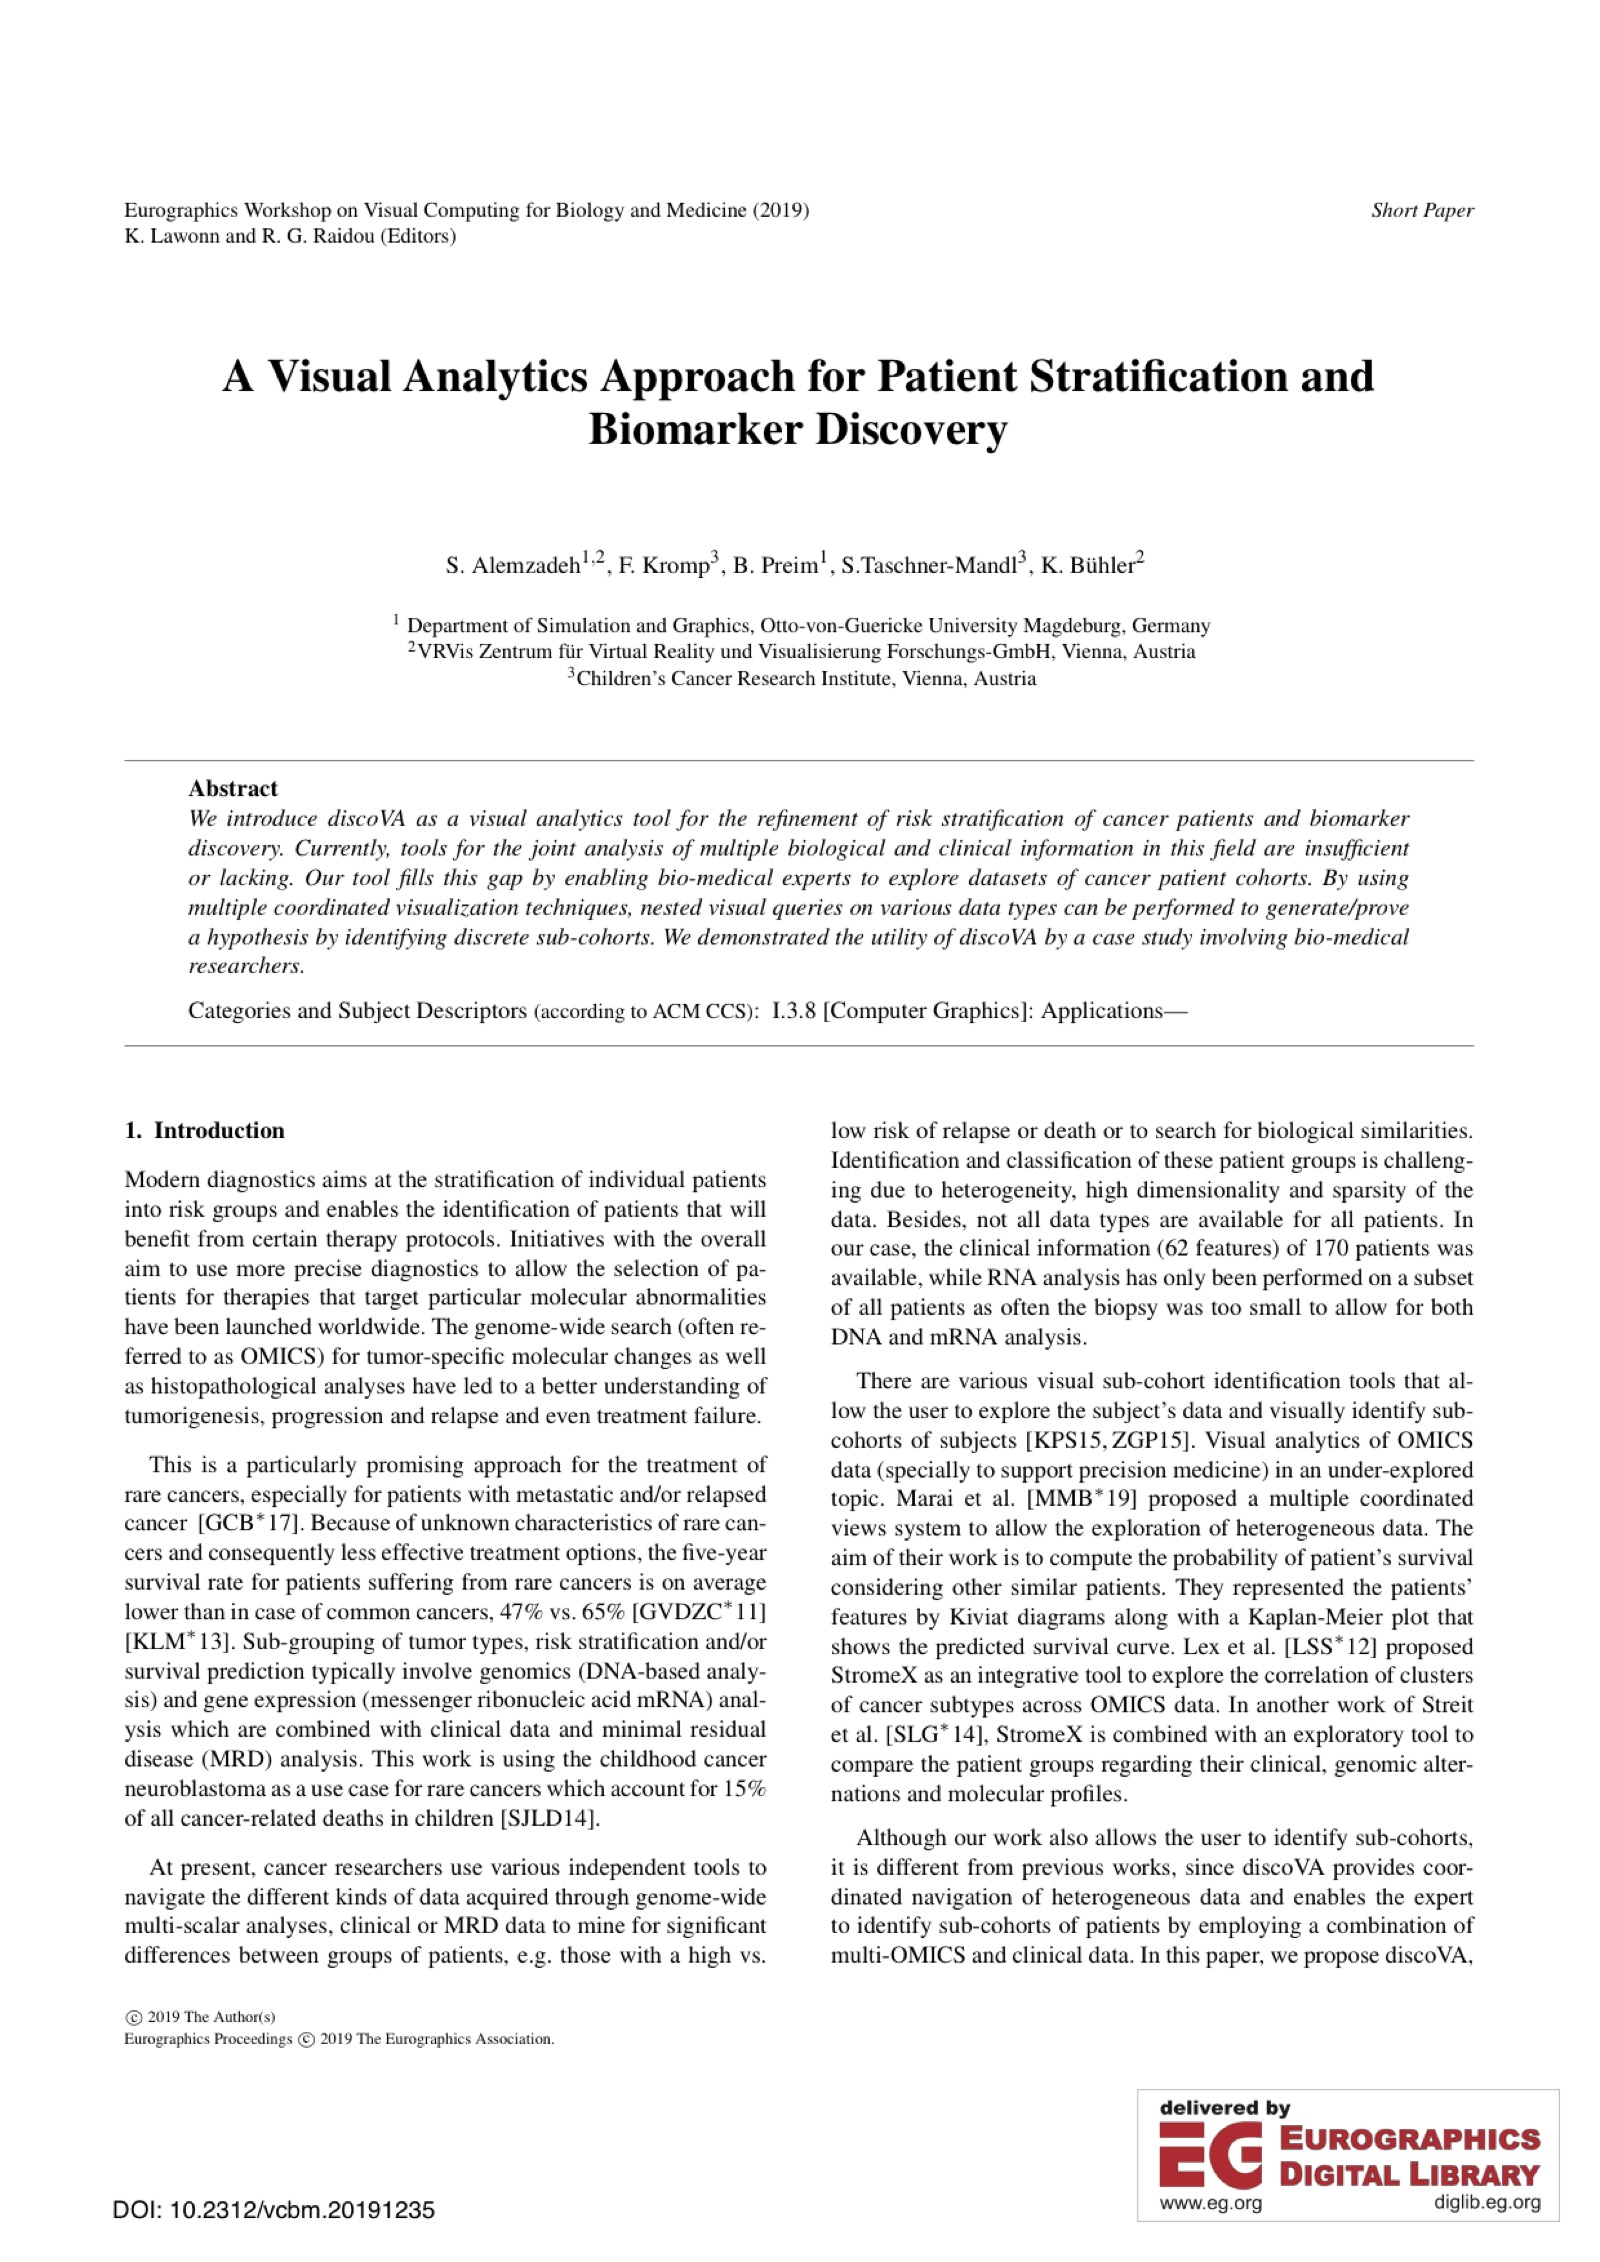 Eurographics Workshop on Visual Computing for Biology and Medicine (2019)
K. Lawonn and R. G. Raidou (Editors)
Short Paper
A Visual Analytics Approach for Patient Stratification and
Biomarker Discovery
S. Alemzadeh1,2, F. Kromp3, B. Preim1, S.Taschner-Mandl3, K. Bühler2
1 Department of Simulation and Graphics, Otto-von-Guericke University Magdeburg, Germany
2VRVis Zentrum für Virtual Reality und Visualisierung Forschungs-GmbH, Vienna, Austria
3Children's Cancer Research Institute, Vienna, Austria
Abstract
We introduce discoVA as a visual analytics tool for the refinement of risk stratification of cancer patients and biomarker
discovery. Currently, tools for the joint analysis of multiple biological and clinical information in this field are insufficient
or lacking. Our tool fills this gap by enabling bio-medical experts to explore datasets of cancer patient cohorts. By using
multiple coordinated visualization techniques, nested visual queries on various data types can be performed to generate/prove
a hypothesis by identifying discrete sub-cohorts. We demonstrated the utility of discoVA by a case study involving bio-medical
researchers.
Categories and Subject Descriptors (according to ACM CCS): I.3.8 [Computer Graphics]: Applications—
1. Introduction
Modern diagnostics aims at the stratification of individual patients
into risk groups and enables the identification of patients that will
benefit from certain therapy protocols. Initiatives with the overall
aim to use more precise diagnostics to allow the selection of pa-
tients for therapies that target particular molecular abnormalities
have been launched worldwide. The genome-wide search (often re-
ferred to as OMICS) for tumor-specific molecular changes as well
as histopathological analyses have led to a better understanding of
tumorigenesis, progression and relapse and even treatment failure.
This is a particularly promising approach for the treatment of
rare cancers, especially for patients with metastatic and/or relapsed
cancer [GCB*17]. Because of unknown characteristics of rare can-
cers and consequently less effective treatment options, the five-year
survival rate for patients suffering from rare cancers is on average
lower than in case of common cancers, 47% vs. 65% [GVDZC*11]
[KLM*13]. Sub-grouping of tumor types, risk stratification and/or
survival prediction typically involve genomics (DNA-based analy-
sis) and gene expression (messenger ribonucleic acid mRNA) anal-
ysis which are combined with clinical data and minimal residual
disease (MRD) analysis. This work is using the childhood cancer
neuroblastoma as a use case for rare cancers which account for 15%
of all cancer-related deaths in children [SJLD14].
At present, cancer researchers use various independent tools to
navigate the different kinds of data acquired through genome-wide
multi-scalar analyses, clinical or MRD data to mine for significant
differences between groups of patients, e.g. those with a high vs.
low risk of relapse or death or to search for biological similarities.
Identification and classification of these patient groups is challeng-
ing due to heterogeneity, high dimensionality and sparsity of the
data. Besides, not all data types are available for all patients. In
our case, the clinical information (62 features) of 170 patients was
available, while RNA analysis has only been performed on a subset
of all patients as often the biopsy was too small to allow for both
DNA and mRNA analysis.
There are various visual sub-cohort identification tools that al-
low the user to explore the subject's data and visually identify sub-
cohorts of subjects [KPS15, ZGP15]. Visual analytics of OMICS
data (specially to support precision medicine) in an under-explored
topic. Marai et al. [MMB*19] proposed a multiple coordinated
views system to allow the exploration of heterogeneous data. The
aim of their work is to compute the probability of patient's survival
considering other similar patients. They represented the patients'
features by Kiviat diagrams along with a Kaplan-Meier plot that
shows the predicted survival curve. Lex et al. [LSS*12] proposed
StromeX as an integrative tool to explore the correlation of clusters
of cancer subtypes across OMICS data. In another work of Streit
et al. [SLG*14], StromeX is combined with an exploratory tool to
compare the patient groups regarding their clinical, genomic alter-
nations and molecular profiles.
Although our work also allows the user to identify sub-cohorts,
it is different from previous works, since discoVA provides coor-
dinated navigation of heterogeneous data and enables the expert
to identify sub-cohorts of patients by employing a combination of
multi-OMICS and clinical data. In this paper, we propose discoVA,
© 2019 The Author(s)
Eurographics Proceedings © 2019 The Eurographics Association.
delivered by
EG EUROGRAPHICS
DIGITAL LIBRARY
www.eg.org diglib.eg.org
DOI: 10.2312/vcbm.20191235